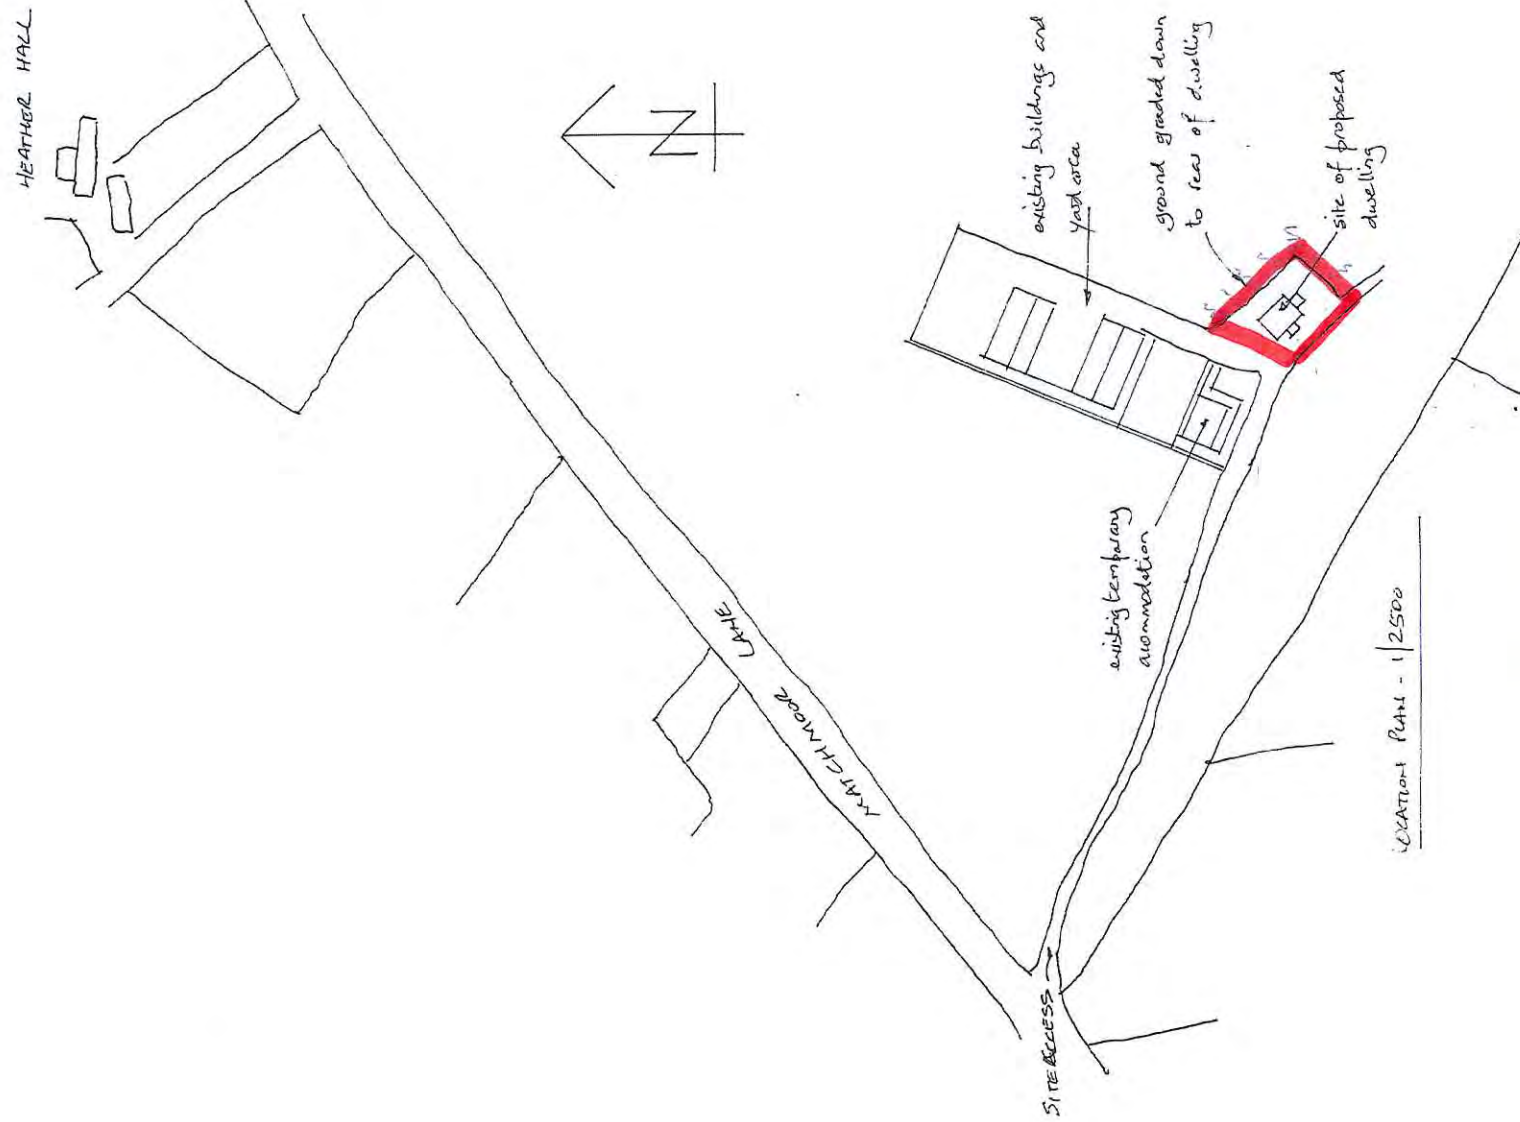 HEATHER HALL
N
existing buildings and
yard area
ground graded down
to rear of dwelling
site of proposed
dwelling
existing temporary
accommodation
LANE
SITE ACCESS
LOCATION PLAN - 1/2500